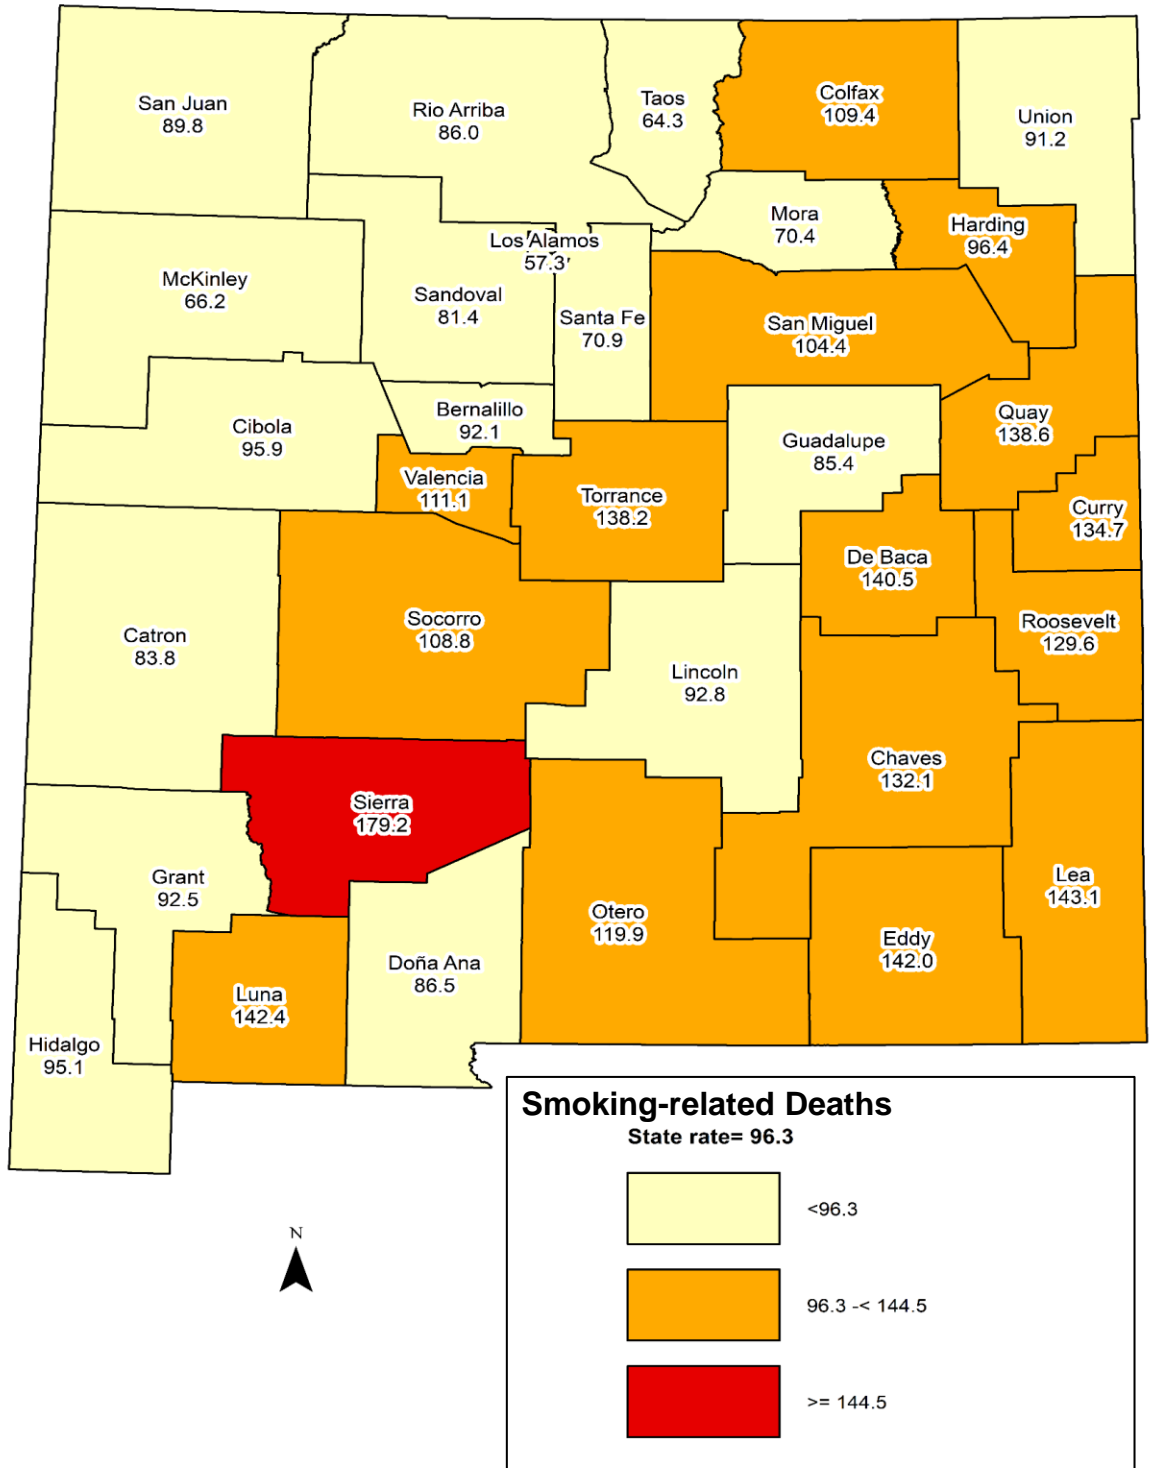 San Juan
89.8
Rio Arriba
86.0
Taos
64.3
Colfax
109.4
Union
91.2
Mora
70.4
Harding
96.4
Los Alamos
57.3
McKinley
66.2
Sandoval
81.4
Santa Fe
70.9
San Miguel
104.4
Bernalillo
92.1
Cibola
95.9
Quay
138.6
Guadalupe
85.4
Valencia
111.1
Torrance
138.2
Curry
134.7
De Baca
140.5
Socorro
108.8
Roosevelt
129.6
Catron
83.8
Lincoln
92.8
Chaves
132.1
Sierra
179.2
Grant
92.5
Lea
143.1
Otero
119.9
Eddy
142.0
Doña Ana
86.5
Luna
142.4
Hidalgo
95.1
Smoking-related Deaths
State rate= 96.3
<96.3
96.3 -< 144.5
>= 144.5
N